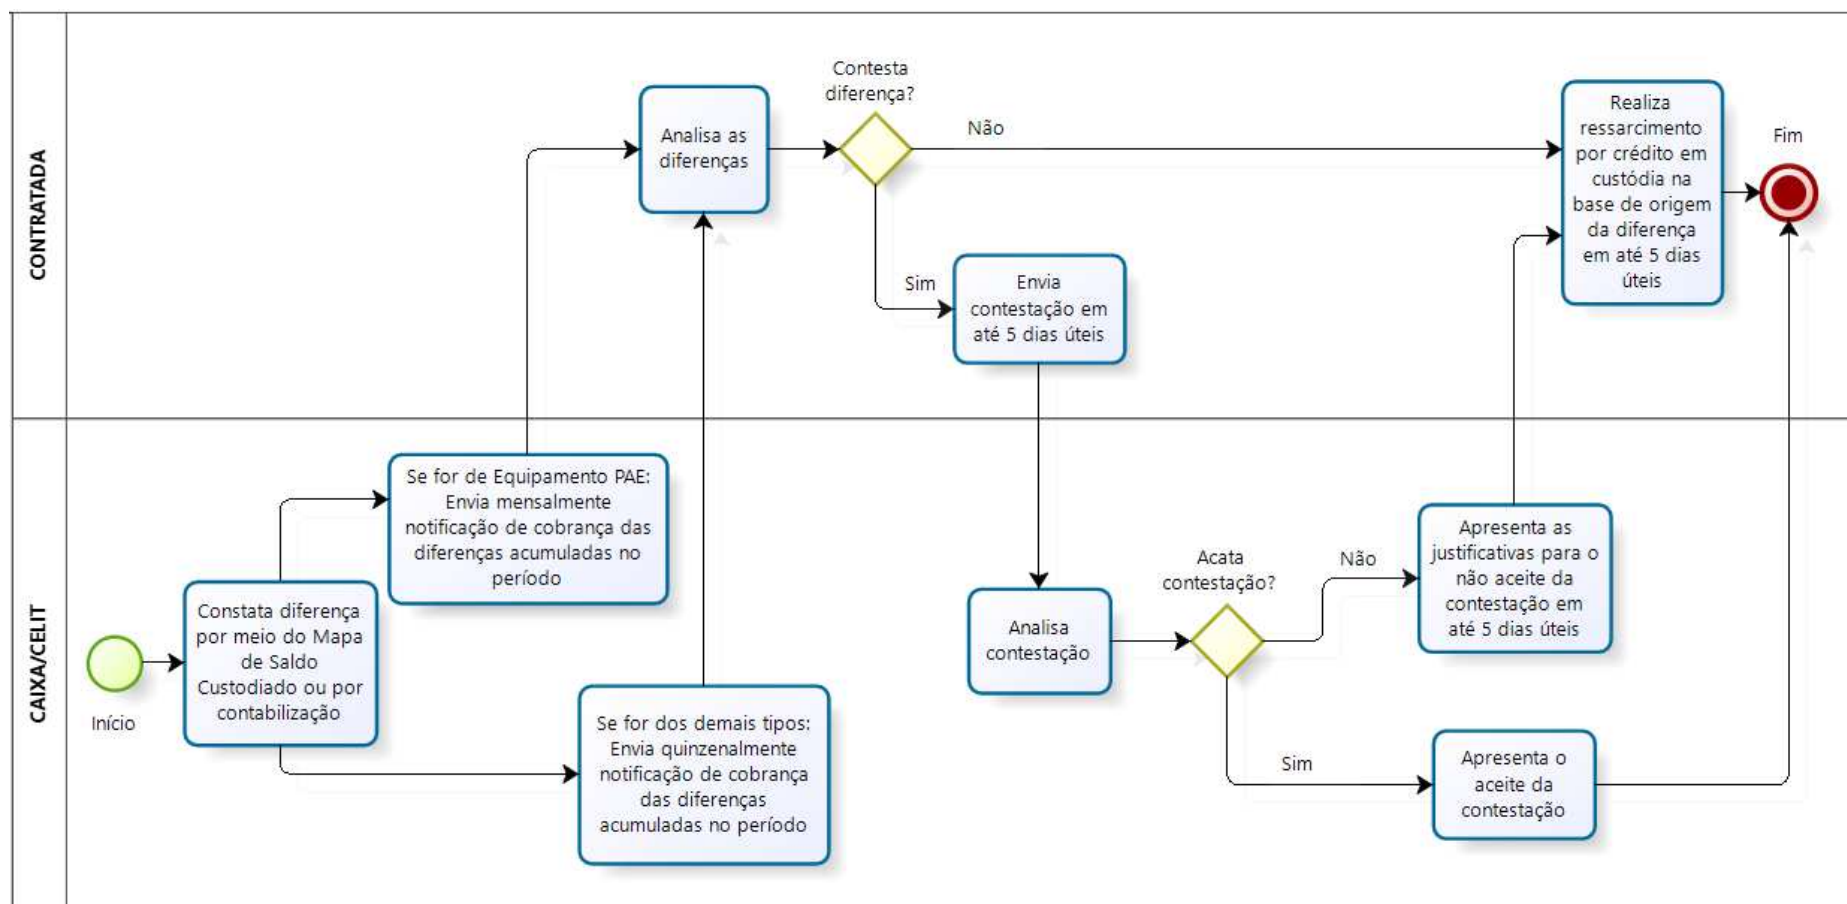 CONTRATADA
Analisa as
diferenças
Contesta
diferença?
Não
Sim
Envia
contestação em
até 5 dias úteis
Realiza
ressarcimento
por crédito em
custódia na
base de origem
da diferença
em até 5 dias
úteis
Fim
CAIXA/CELIT
Início
Constata diferença
por meio do Mapa
de Saldo
Custodiado ou por
contabilização
Se for de Equipamento PAE:
Envia mensalmente
notificação de cobrança das
diferenças acumuladas no
período
Se for dos demais tipos:
Envia quinzenalmente
notificação de cobrança
das diferenças
acumuladas no período
Analisa
contestação
Acata
contestação?
Não
Apresenta as
justificativas para o
não aceite da
contestação em
até 5 dias úteis
Sim
Apresenta o
aceite da
contestação